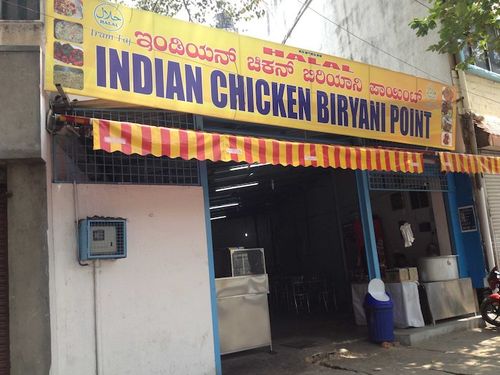 HALAL
ಇಂಡಿಯನ್ ಚಿಕನ್ ಬಿರಿಯಾನಿ ಪಾಯಿಂಟ್
INDIAN CHICKEN BIRYANI POINT